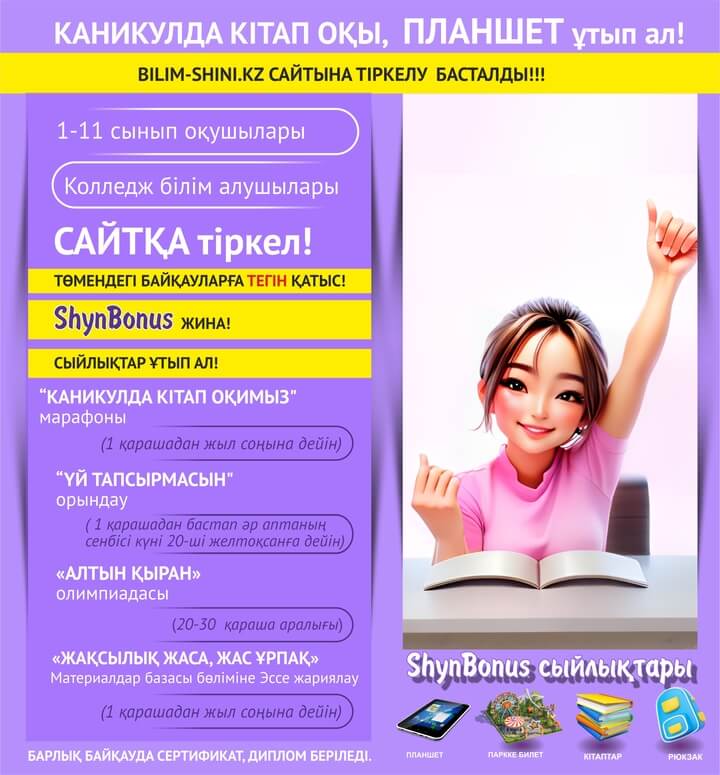 КАНИКУЛДА КІТАП ОҚЫ, ПЛАНШЕТ ұтып ал!
BILIM-SHINI.KZ САЙТЫНА ТІРКЕЛУ БАСТАЛДЫ!!!
1-11 сынып оқушылары
Колледж білім алушылары
САЙТҚА тіркел!
ТӨМЕНДЕГІ БАЙҚАУЛАРҒА ТЕГІН ҚАТЫС!
ShynBonus ЖИНА!
СЫЙЛЫҚТАР ҰТЫП АЛ!
“КАНИКУЛДА КІТАП ОҚИМЫЗ"
марафоны
(1 қарашадан жыл соңына дейін)
“ҮЙ ТАПСЫРМАСЫН"
орындау
( 1 қарашадан бастап әр аптаның
сенбісі күні 20-ші желтоқсанға дейін)
«АЛТЫН ҚЫРАН»
олимпиадасы
(20-30 қараша аралығы)
«ЖАҚСЫЛЫҚ ЖАСА, ЖАС ҰРПАҚ»
Материалдар базасы бөліміне Эссе жариялау
(1 қарашадан жыл соңына дейін)
БАРЛЫҚ БАЙҚАУДА СЕРТИФИКАТ, ДИПЛОМ БЕРІЛЕДІ.
ShynBonus сыйлықтары
ПЛАНШЕТ
ПАРККЕ БИЛЕТ
КІТАПТАР
РЮКЗАК